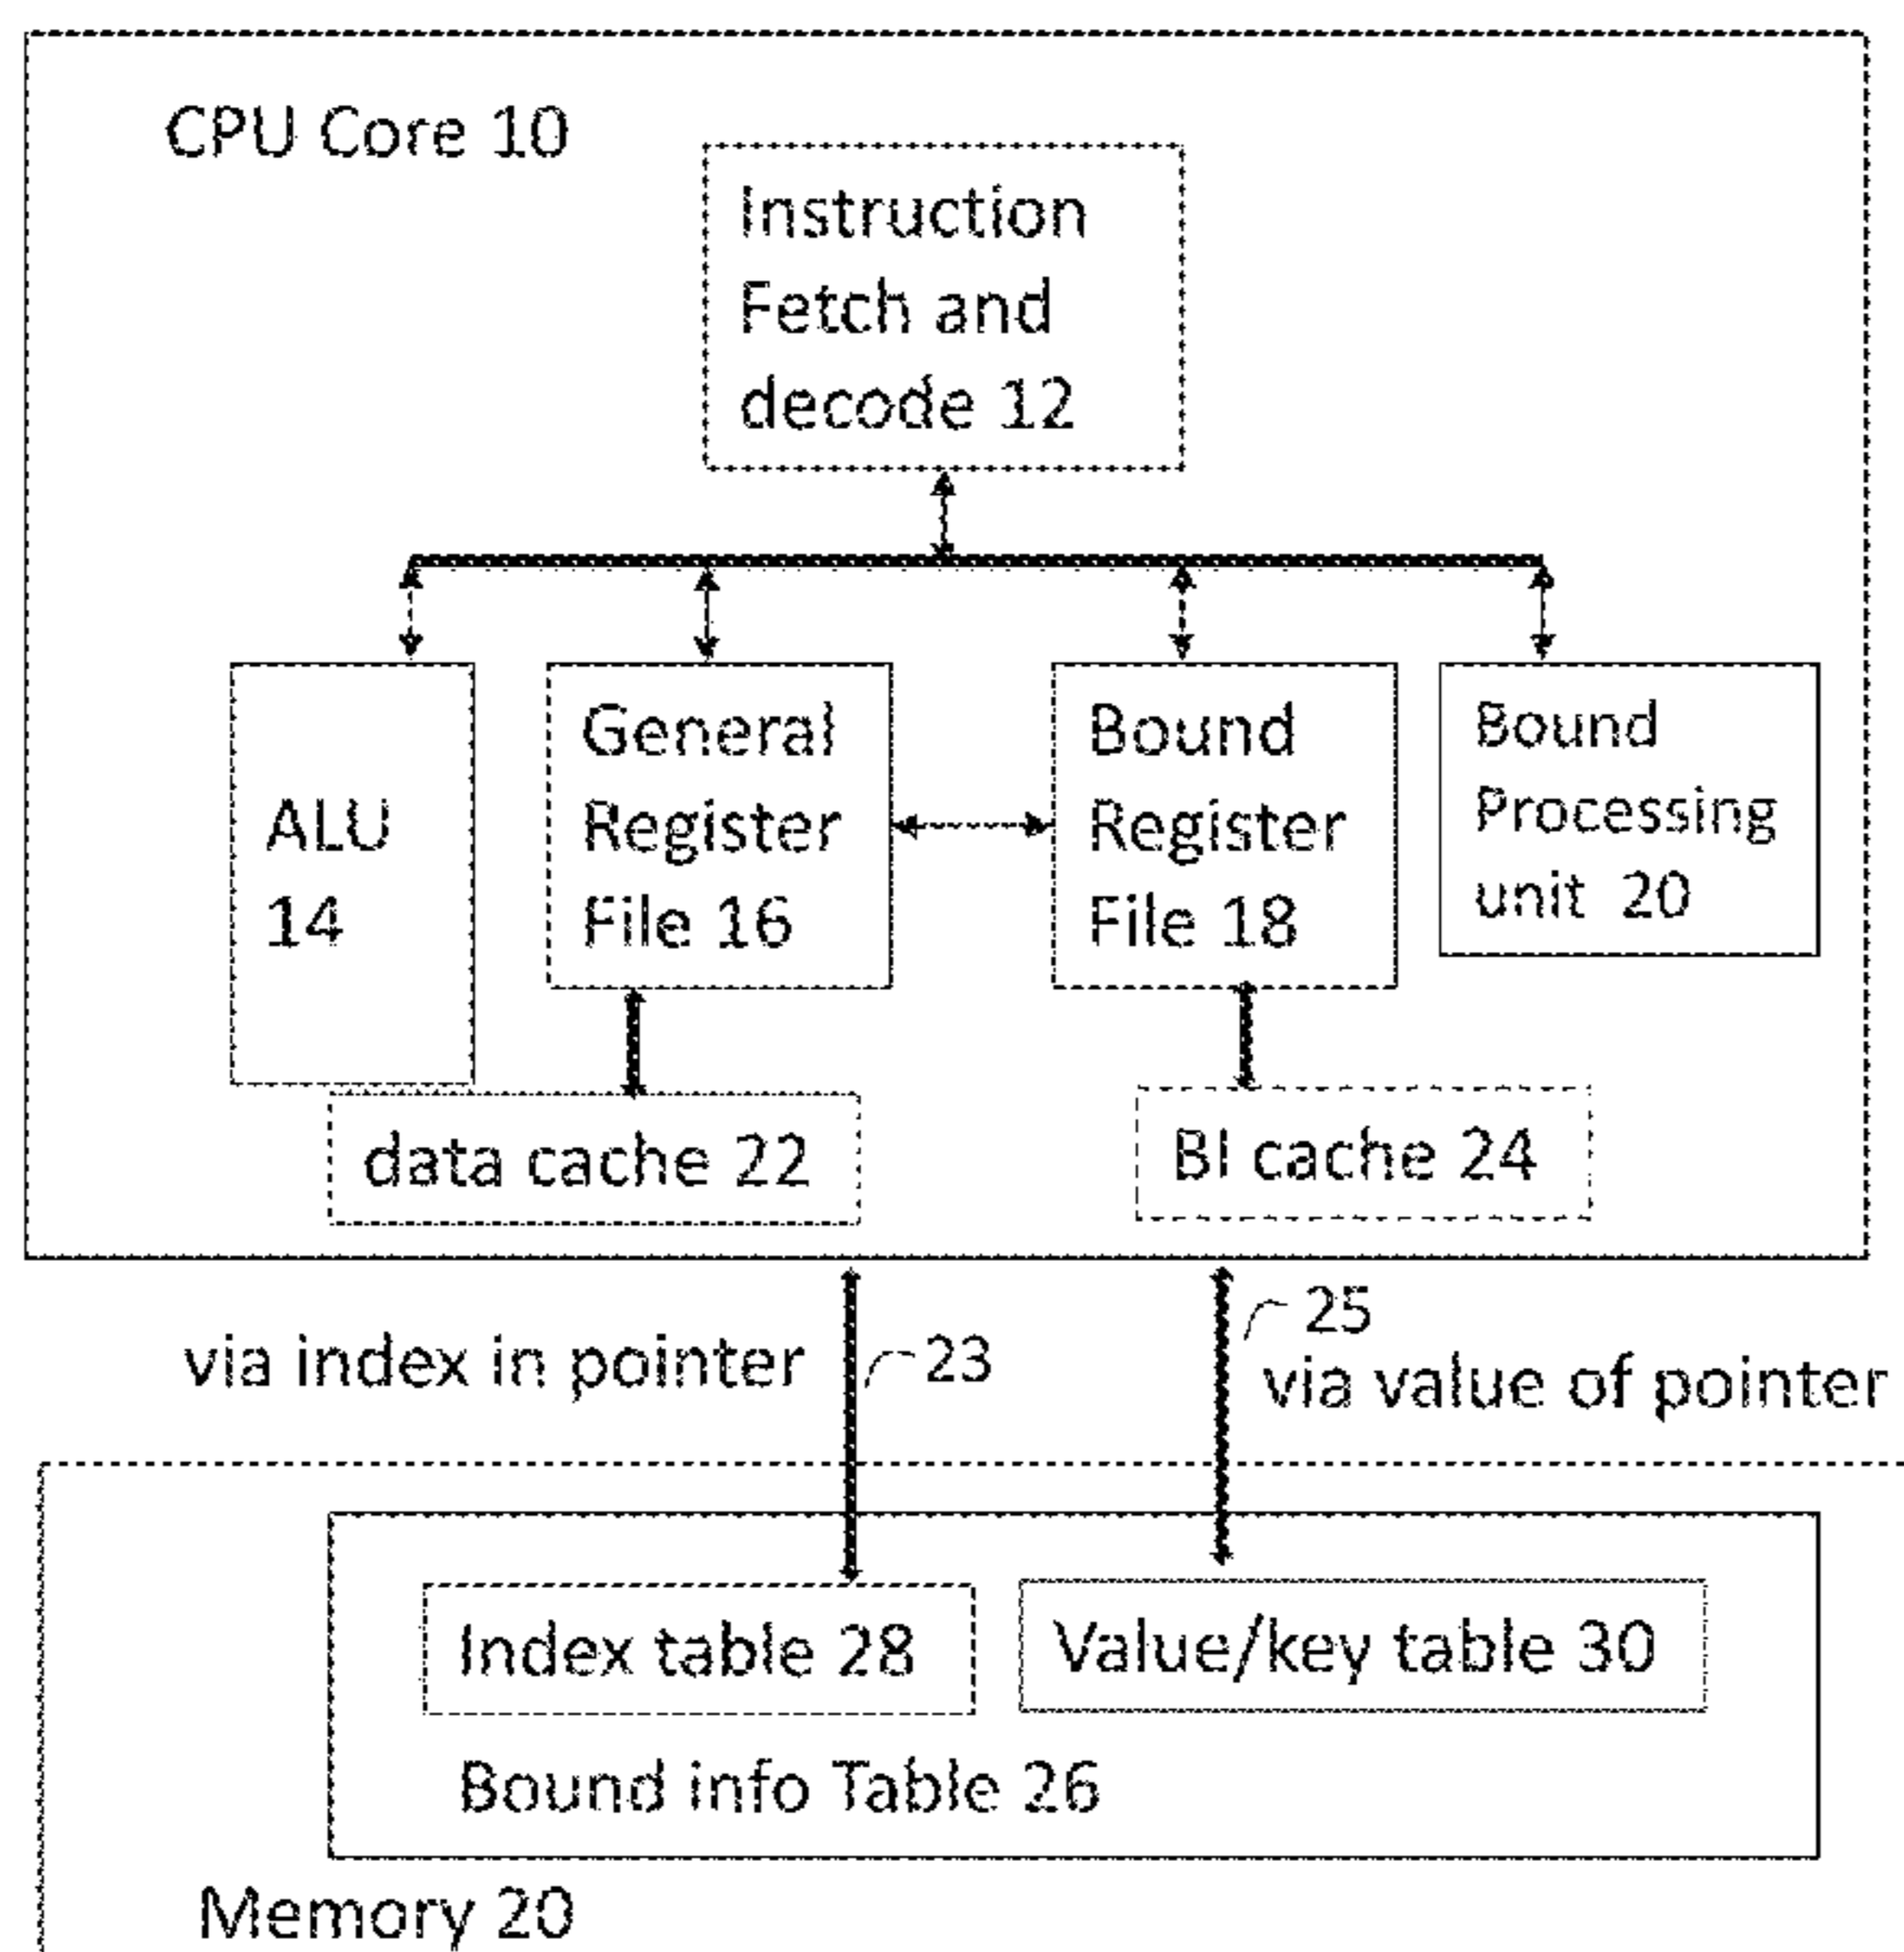 CPU Core 10
Instruction
Fetch and
decode 12
ALU
14
General
Register
File 16
Bound
Register
File 18
Bound
Processing
unit 20
data cache 22
BI cache 24
via index in pointer
23
25
via value of pointer
Index table 28
Value/key table 30
Bound info Table 26
Memory 20